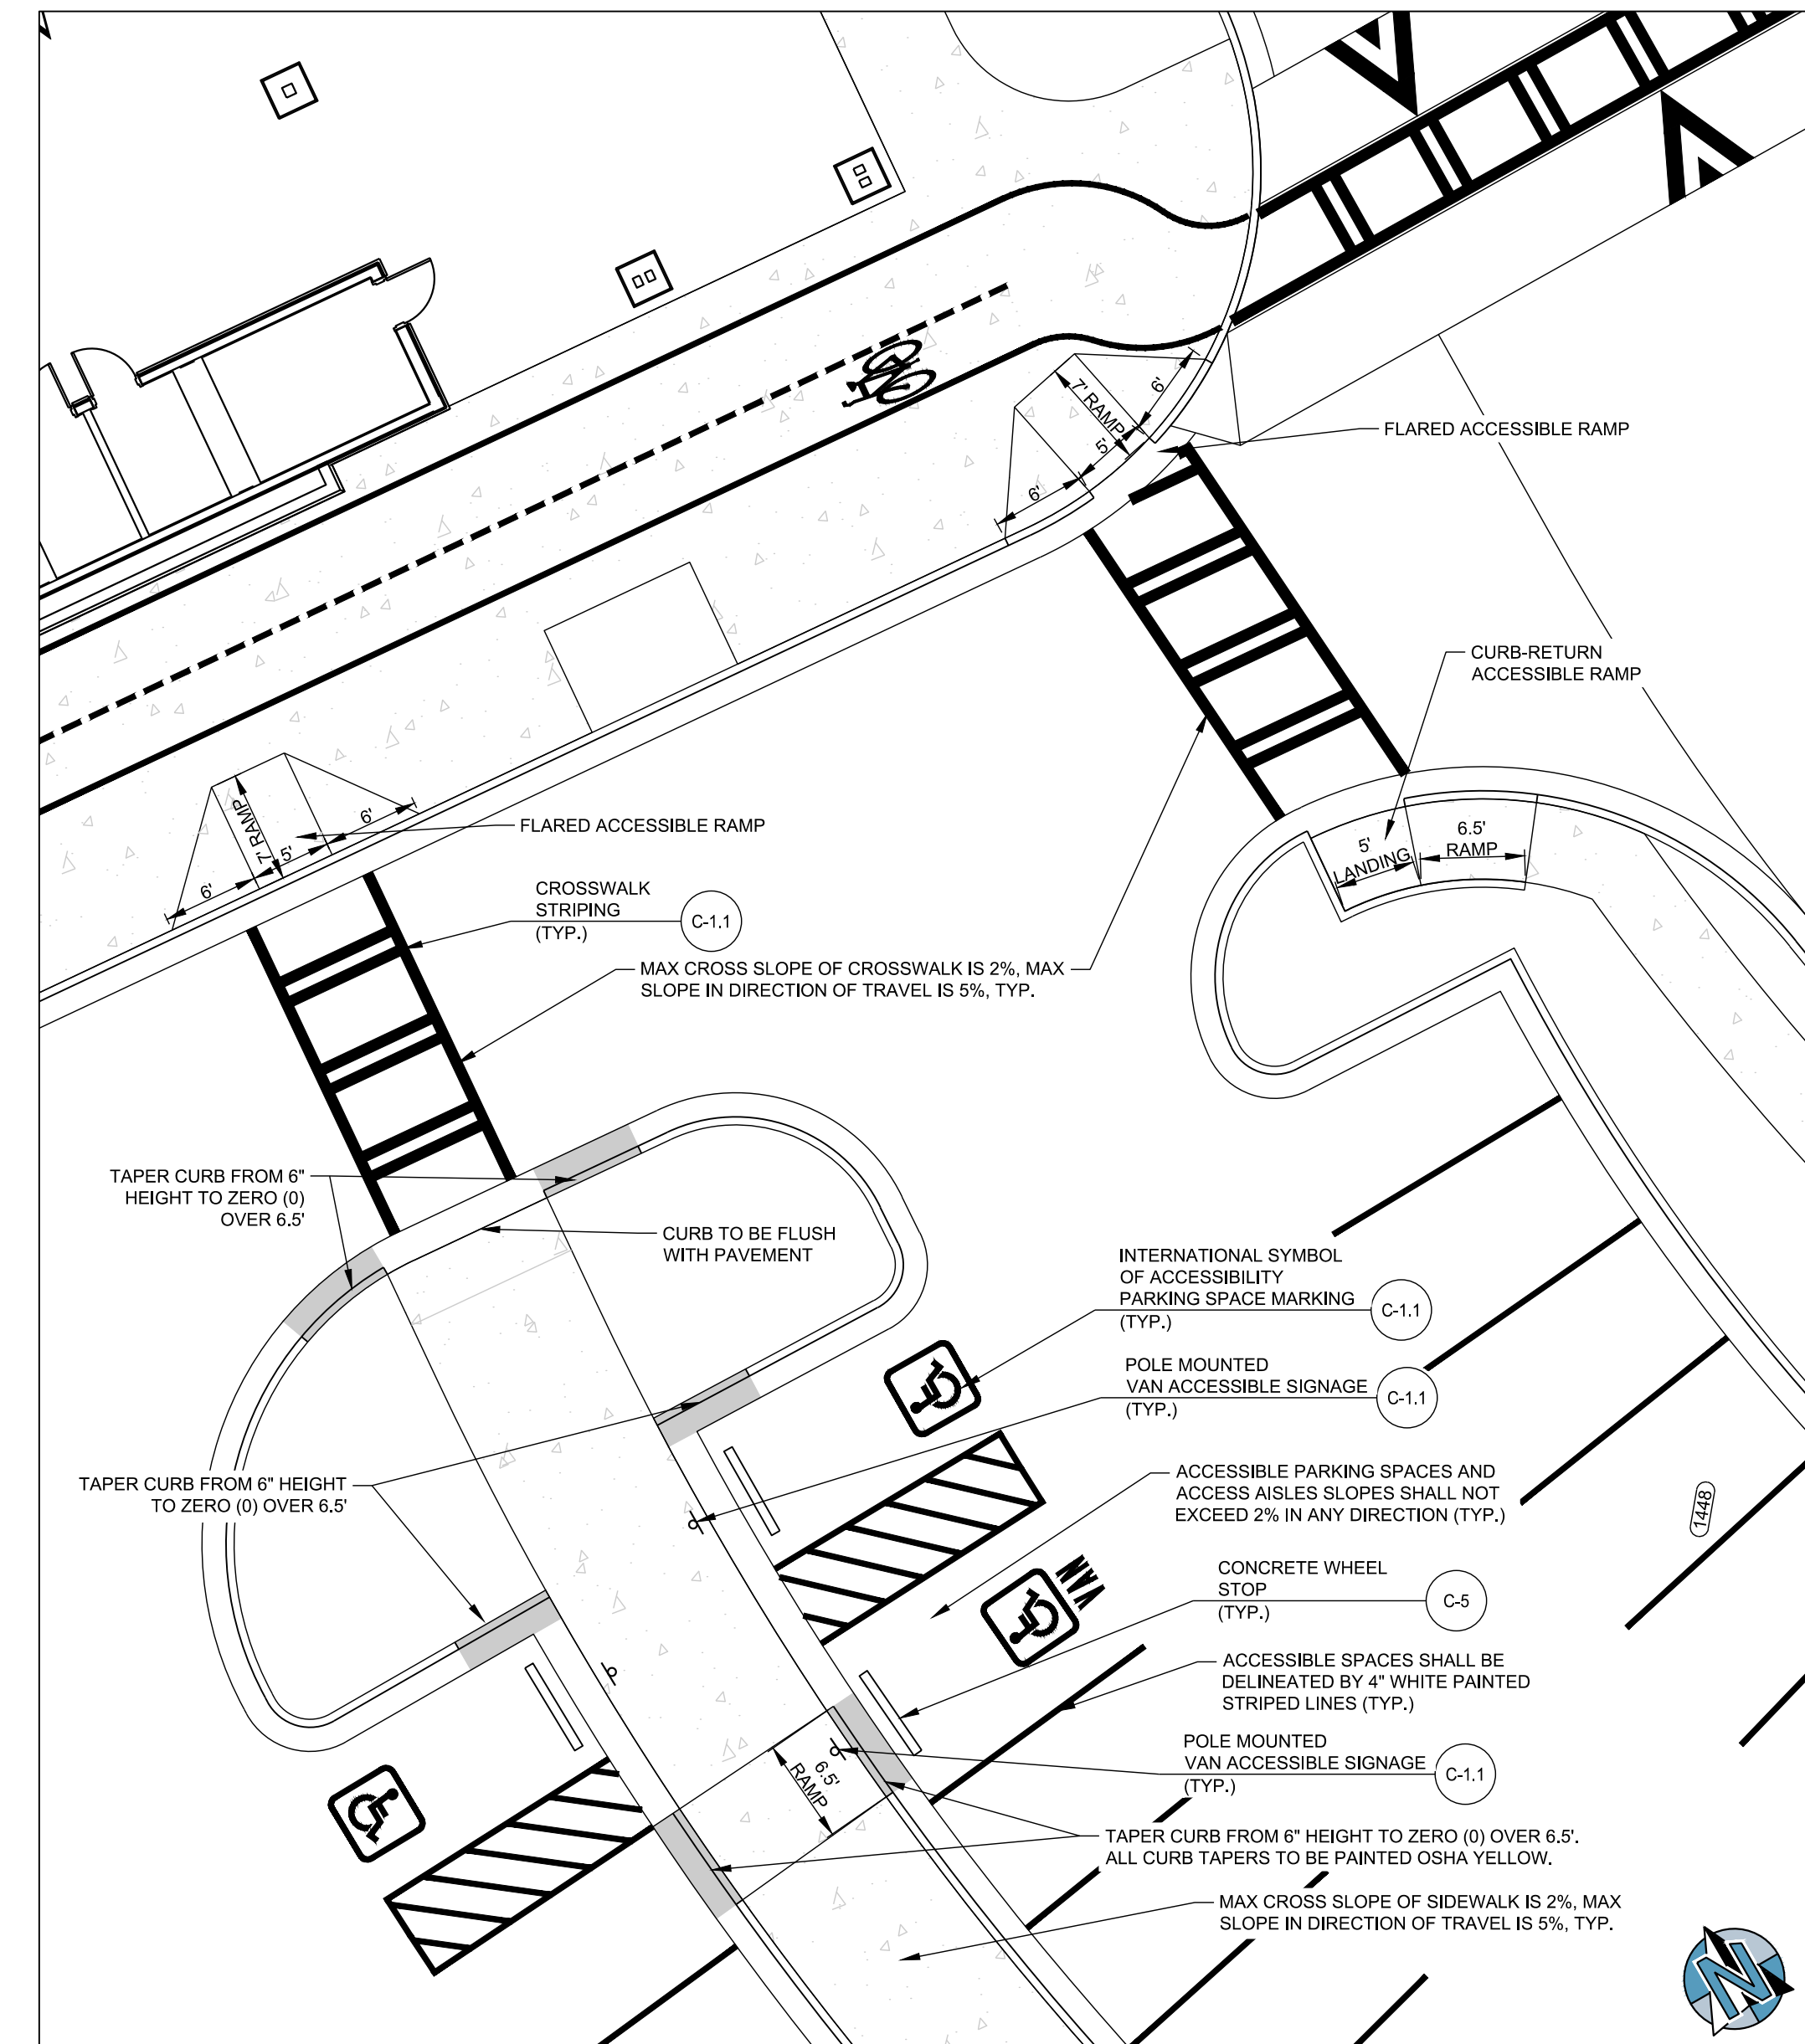 7' RAMP
6'
5'
6'
FLARED ACCESSIBLE RAMP
CURB-RETURN
ACCESSIBLE RAMP
7' RAMP
6'
5'
6'
FLARED ACCESSIBLE RAMP
5'
LANDING
6.5'
RAMP
CROSSWALK
STRIPING
(TYP.)
C-1.1
MAX CROSS SLOPE OF CROSSWALK IS 2%, MAX
SLOPE IN DIRECTION OF TRAVEL IS 5%, TYP.
TAPER CURB FROM 6"
HEIGHT TO ZERO (0)
OVER 6.5'
CURB TO BE FLUSH
WITH PAVEMENT
INTERNATIONAL SYMBOL
OF ACCESSIBILITY
PARKING SPACE MARKING
(TYP.)
C-1.1
POLE MOUNTED
VAN ACCESSIBLE SIGNAGE
(TYP.)
C-1.1
TAPER CURB FROM 6" HEIGHT
TO ZERO (0) OVER 6.5'
ACCESSIBLE PARKING SPACES AND
ACCESS AISLES SLOPES SHALL NOT
EXCEED 2% IN ANY DIRECTION (TYP.)
1448
VAN
CONCRETE WHEEL
STOP
(TYP.)
C-5
ACCESSIBLE SPACES SHALL BE
DELINEATED BY 4" WHITE PAINTED
STRIPED LINES (TYP.)
POLE MOUNTED
VAN ACCESSIBLE SIGNAGE
(TYP.)
C-1.1
6.5'
RAMP
TAPER CURB FROM 6" HEIGHT TO ZERO (0) OVER 6.5'.
ALL CURB TAPERS TO BE PAINTED OSHA YELLOW.
MAX CROSS SLOPE OF SIDEWALK IS 2%, MAX
SLOPE IN DIRECTION OF TRAVEL IS 5%, TYP.
N